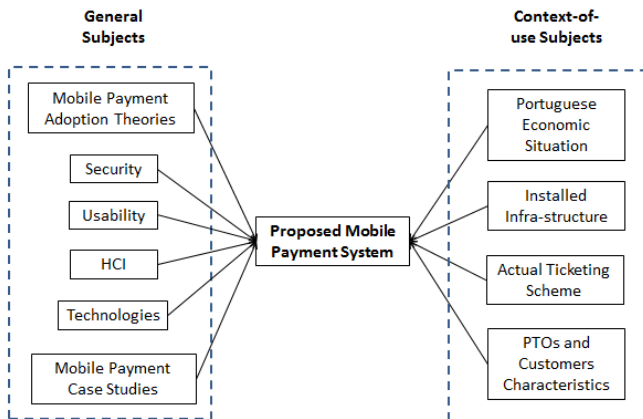 General
Subjects
Mobile Payment
Adoption Theories
Security
Usability
HCI
Technologies
Mobile Payment
Case Studies
Proposed Mobile
Payment System
Context-of-
use Subjects
Portuguese
Economic
Situation
Installed
Infra-structure
Actual Ticketing
Scheme
PTOs and
Customers
Characteristics